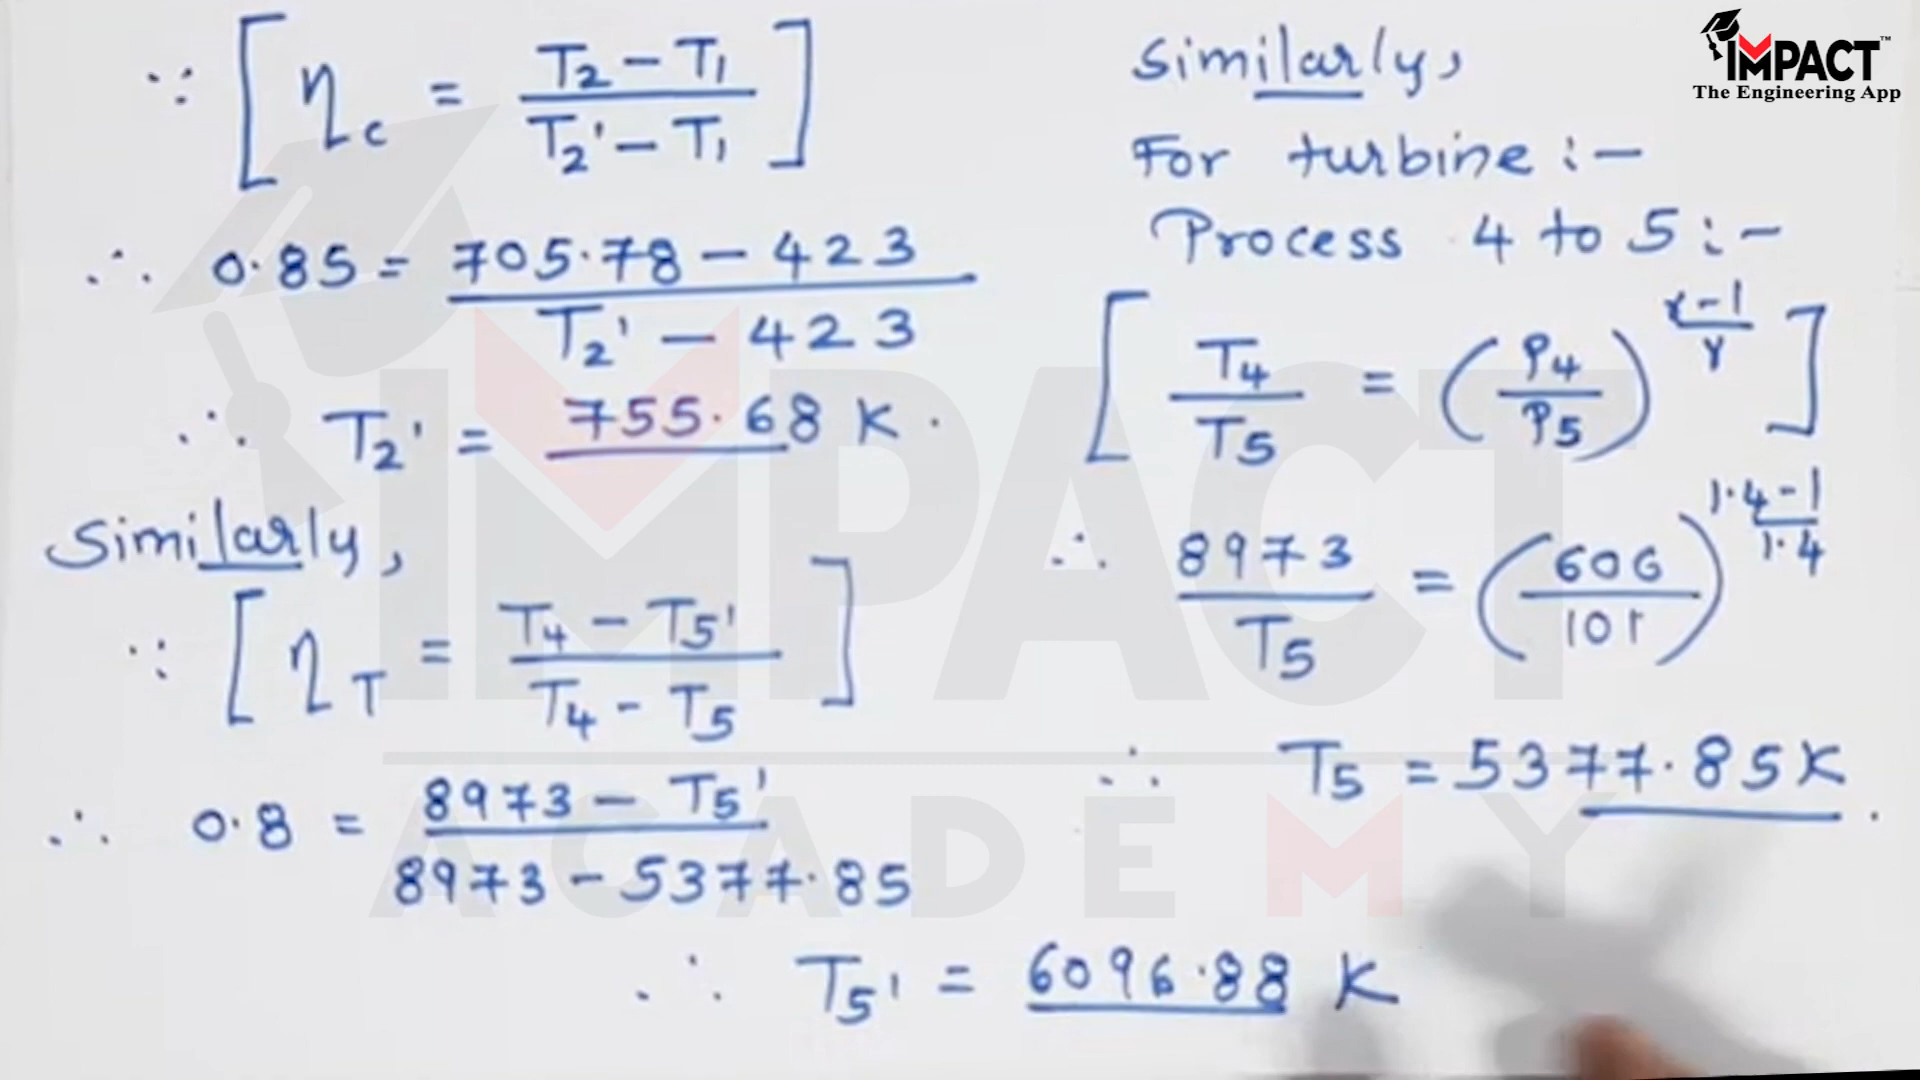 ∵ [ η_c = (T2 − T1) / (T2' − T1) ]
∴ 0.85 = (705.78 − 423) / (T2' − 423)
∴ T2' = 755.68 K.
Similarly,
∵ [ η_T = (T4 − T5') / (T4 − T5) ]
∴ 0.8 = (8973 − T5') / (8973 − 5377.85)
∴ T5' = 6096.88 K
Similarly,
For turbine :−
Process 4 to 5 :−
[ T4 / T5 = (P4 / P5)^((γ−1)/γ) ]
∴ 8973 / T5 = (606 / 101)^((1.4−1)/1.4)
∴ T5 = 5377.85 K.
IMPACT™
The Engineering App
IMPACT
ACADEMY